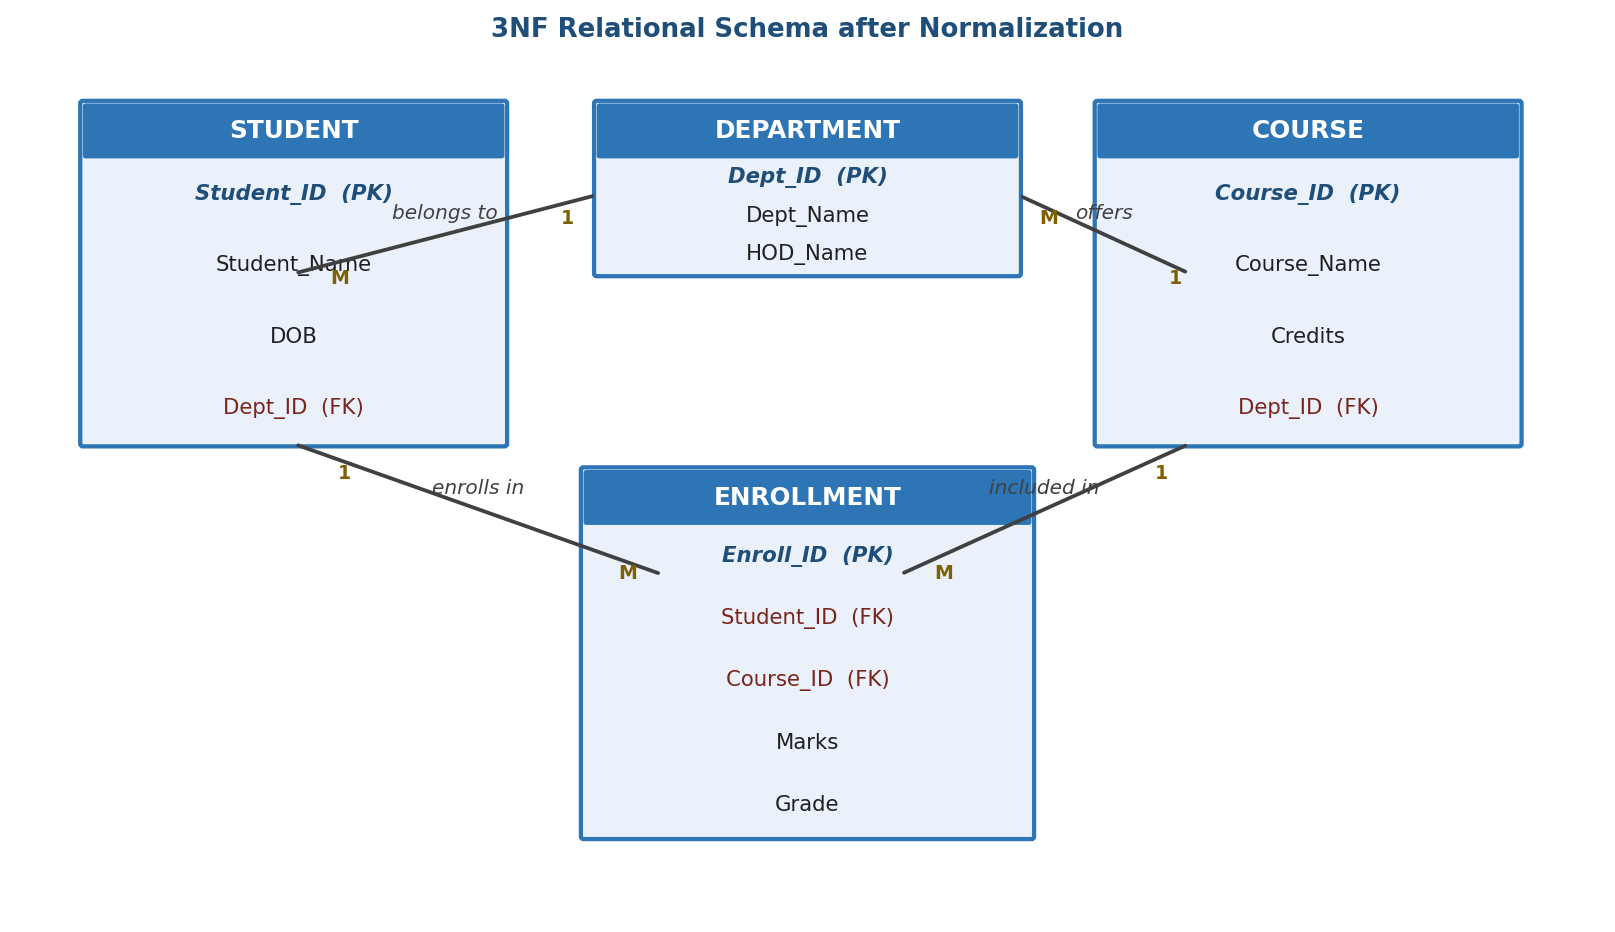 3NF Relational Schema after Normalization
STUDENT
Student_ID (PK)
Student_Name
DOB
Dept_ID (FK)
belongs to
M
1
DEPARTMENT
Dept_ID (PK)
Dept_Name
HOD_Name
M
offers
1
COURSE
Course_ID (PK)
Course_Name
Credits
Dept_ID (FK)
1
enrolls in
M
1
included in
M
ENROLLMENT
Enroll_ID (PK)
Student_ID (FK)
Course_ID (FK)
Marks
Grade